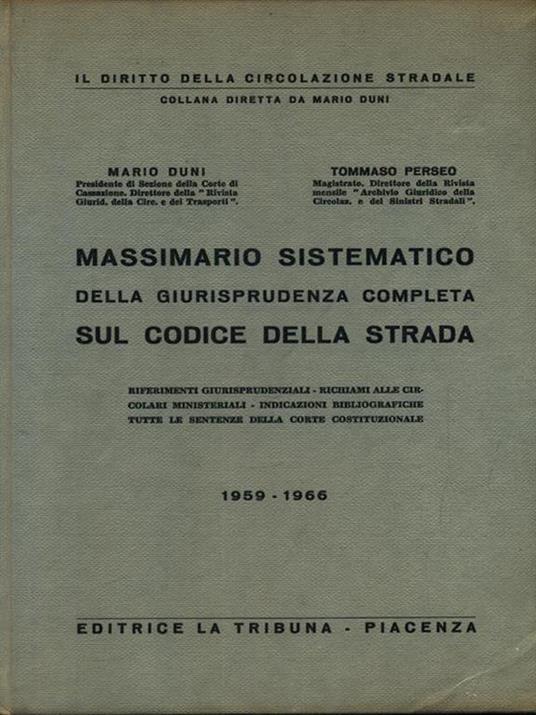 IL DIRITTO DELLA CIRCOLAZIONE STRADALE
COLLANA DIRETTA DA MARIO DUNI
MARIO DUNI
Presidente di Sezione della Corte di
Cassazione. Direttore della "Rivista
Giurid. della Circ. e dei Trasporti".
TOMMASO PERSEO
Magistrato. Direttore della Rivista
mensile "Archivio Giuridico della
Circolaz. e dei Sinistri Stradali".
MASSIMARIO SISTEMATICO
DELLA GIURISPRUDENZA COMPLETA
SUL CODICE DELLA STRADA
RIFERIMENTI GIURISPRUDENZIALI - RICHIAMI ALLE CIR-
COLARI MINISTERIALI - INDICAZIONI BIBLIOGRAFICHE
TUTTE LE SENTENZE DELLA CORTE COSTITUZIONALE
1959 - 1966
EDITRICE LA TRIBUNA - PIACENZA